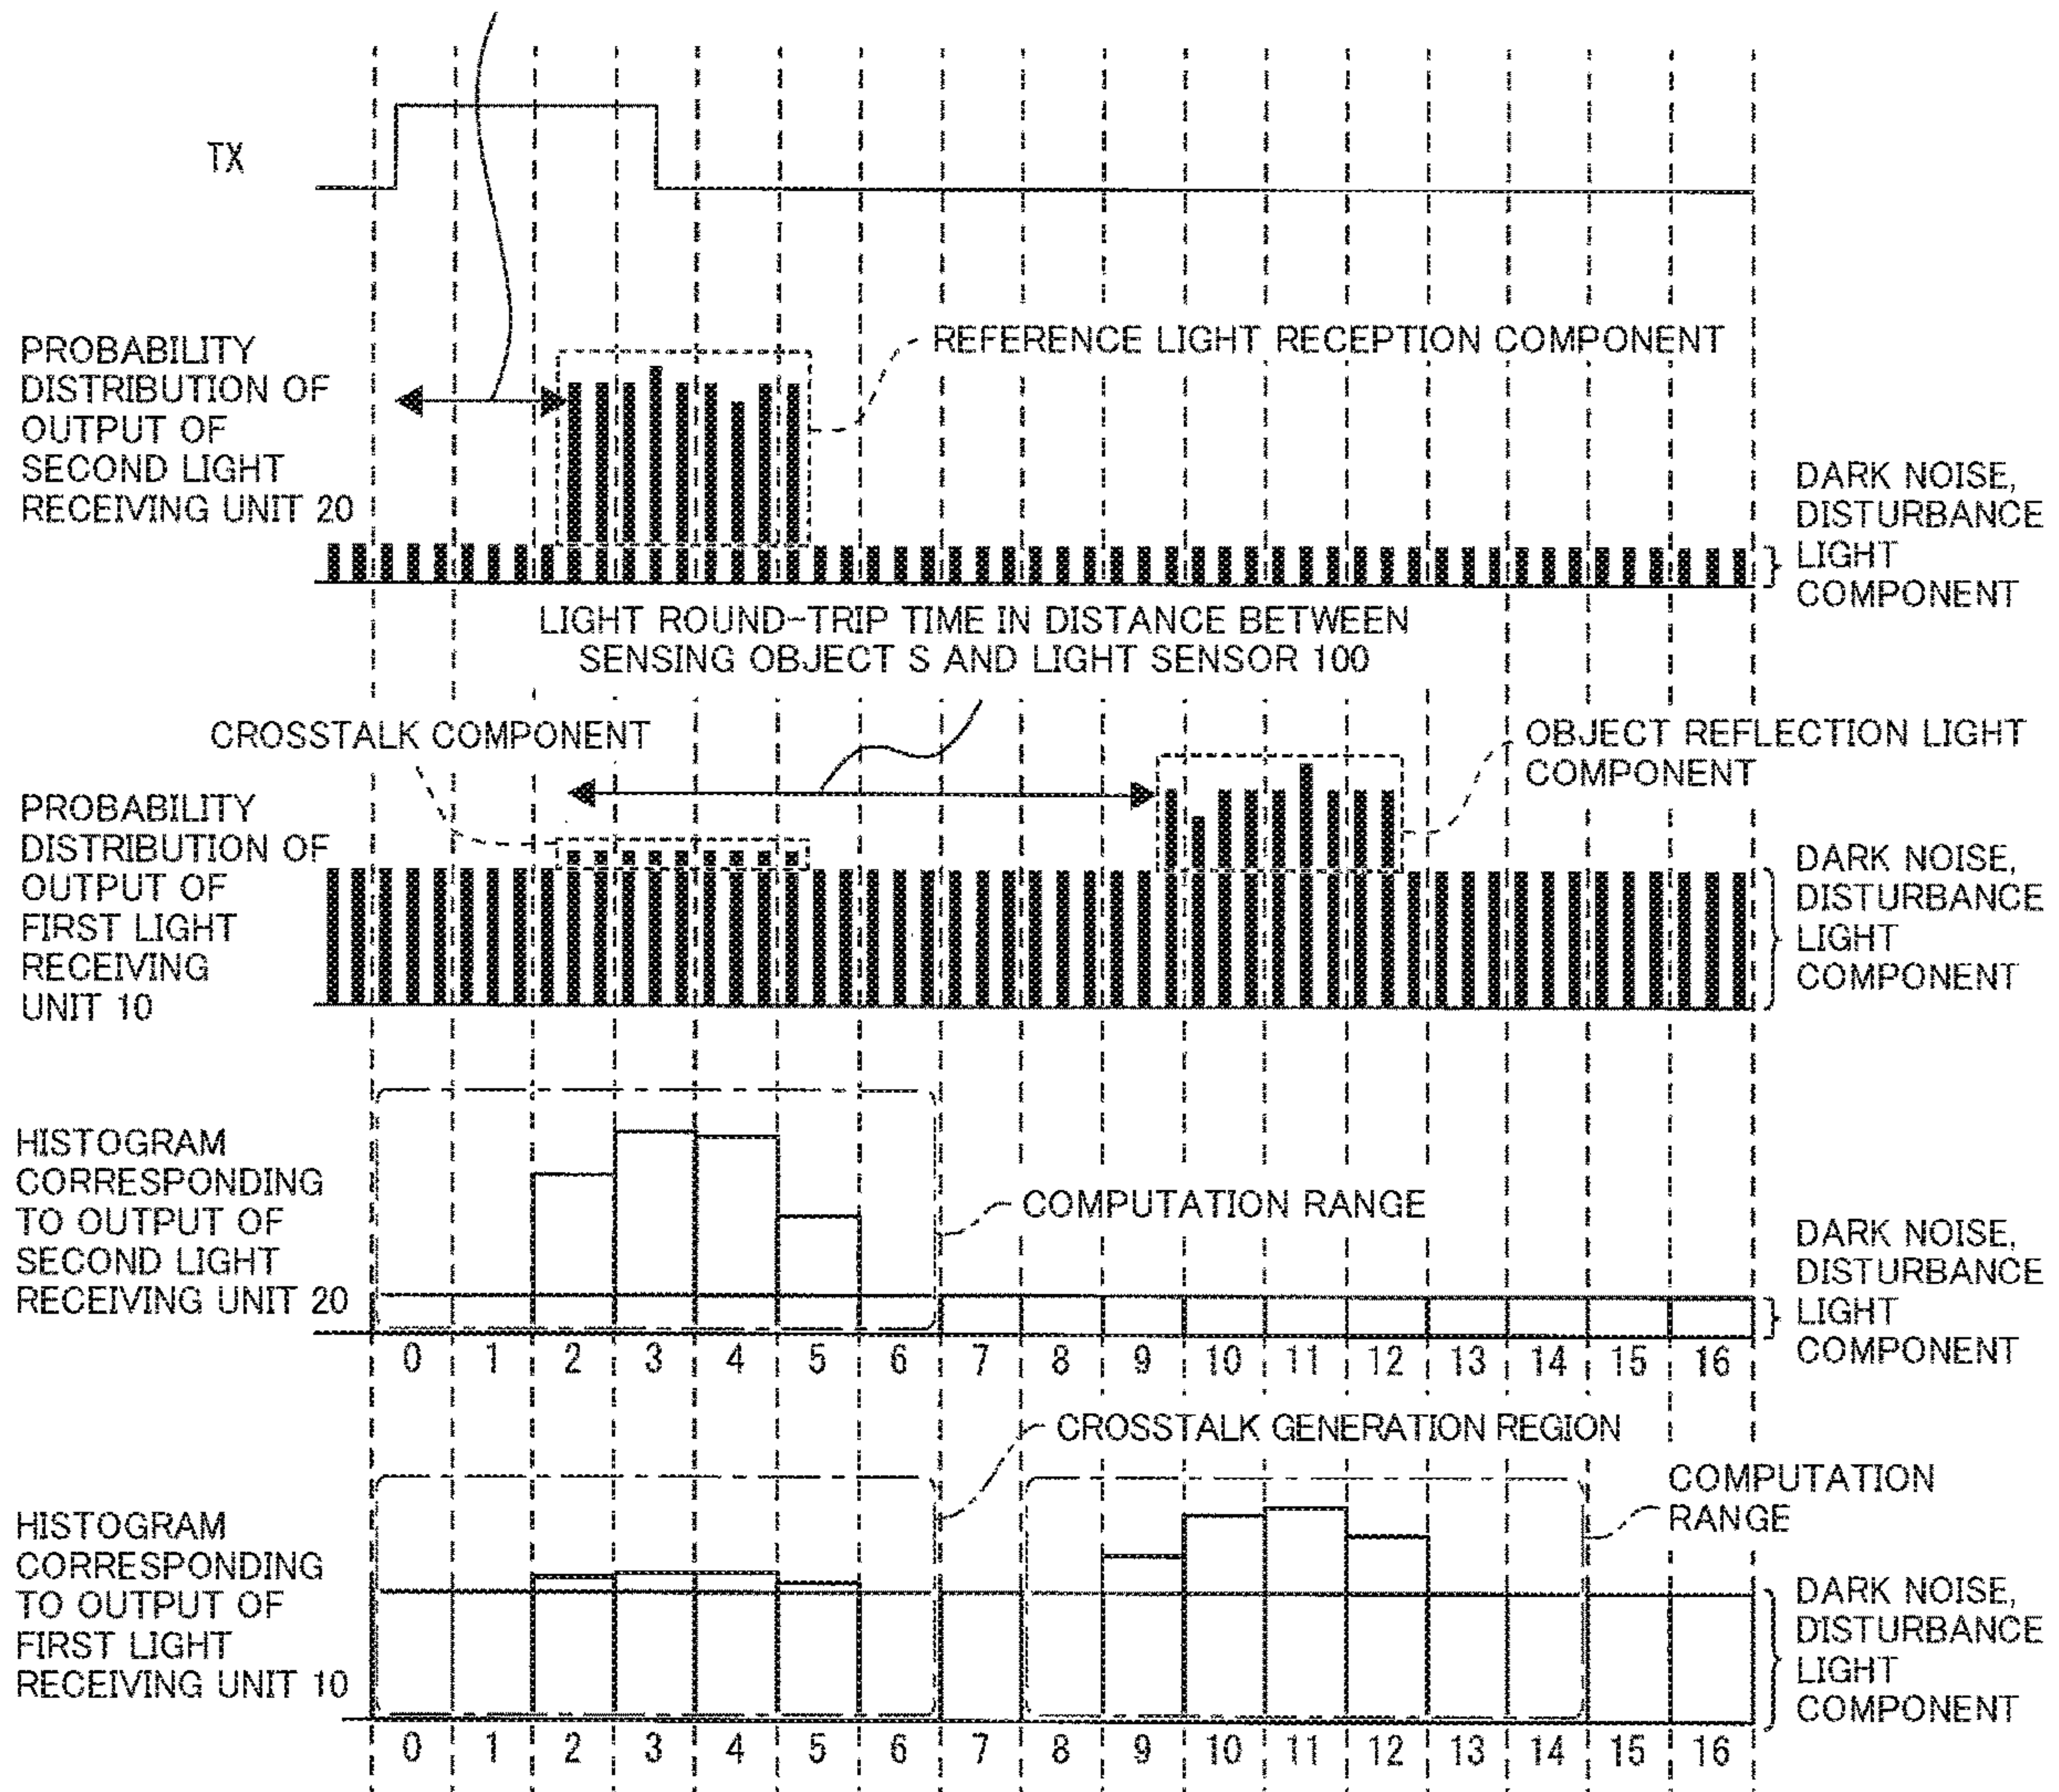 TX
REFERENCE LIGHT RECEPTION COMPONENT
PROBABILITY
DISTRIBUTION OF
OUTPUT OF
SECOND LIGHT
RECEIVING UNIT 20
DARK NOISE,
DISTURBANCE
LIGHT
COMPONENT
LIGHT ROUND-TRIP TIME IN DISTANCE BETWEEN
SENSING OBJECT S AND LIGHT SENSOR 100
CROSSTALK COMPONENT
OBJECT REFLECTION LIGHT
COMPONENT
PROBABILITY
DISTRIBUTION OF
OUTPUT OF
FIRST LIGHT
RECEIVING
UNIT 10
DARK NOISE,
DISTURBANCE
LIGHT
COMPONENT
HISTOGRAM
CORRESPONDING
TO OUTPUT OF
SECOND LIGHT
RECEIVING UNIT 20
COMPUTATION RANGE
DARK NOISE,
DISTURBANCE
LIGHT
COMPONENT
0 1 2 3 4 5 6 7 8 9 10 11 12 13 14 15 16
CROSSTALK GENERATION REGION
COMPUTATION
RANGE
HISTOGRAM
CORRESPONDING
TO OUTPUT OF
FIRST LIGHT
RECEIVING UNIT 10
DARK NOISE,
DISTURBANCE
LIGHT
COMPONENT
0 1 2 3 4 5 6 7 8 9 10 11 12 13 14 15 16